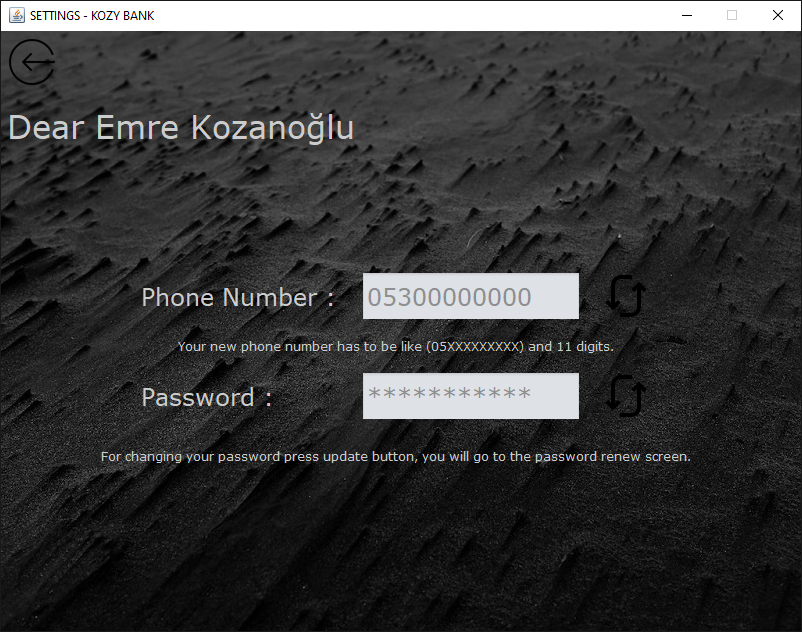 SETTINGS - KOZY BANK
Dear Emre Kozanoğlu
Phone Number : 05300000000
Your new phone number has to be like (05XXXXXXXXX) and 11 digits.
Password : ***********
For changing your password press update button, you will go to the password renew screen.